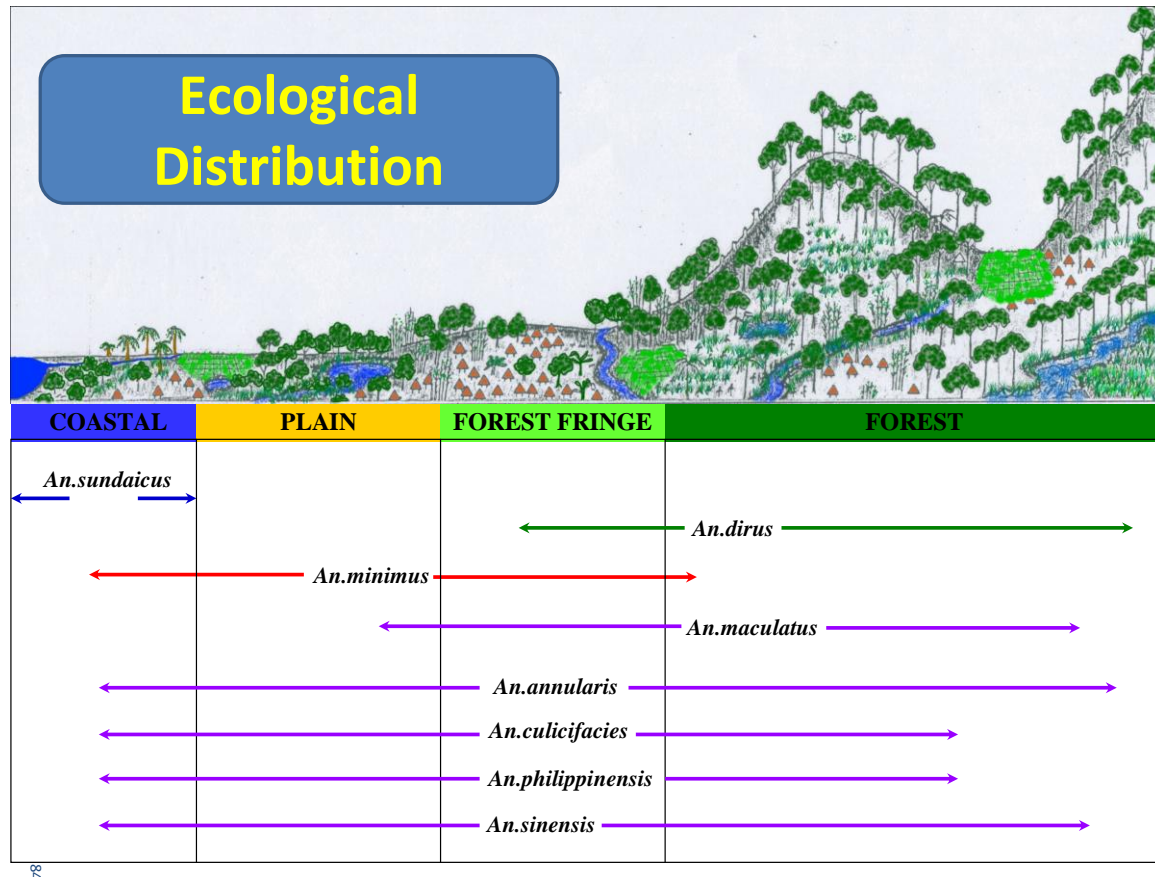 Ecological
Distribution
COASTAL PLAIN FOREST FRINGE FOREST
An.sundaicus
An.dirus
An.minimus
An.maculatus
An.annularis
An.culicifacies
An.philippinensis
An.sinensis
78